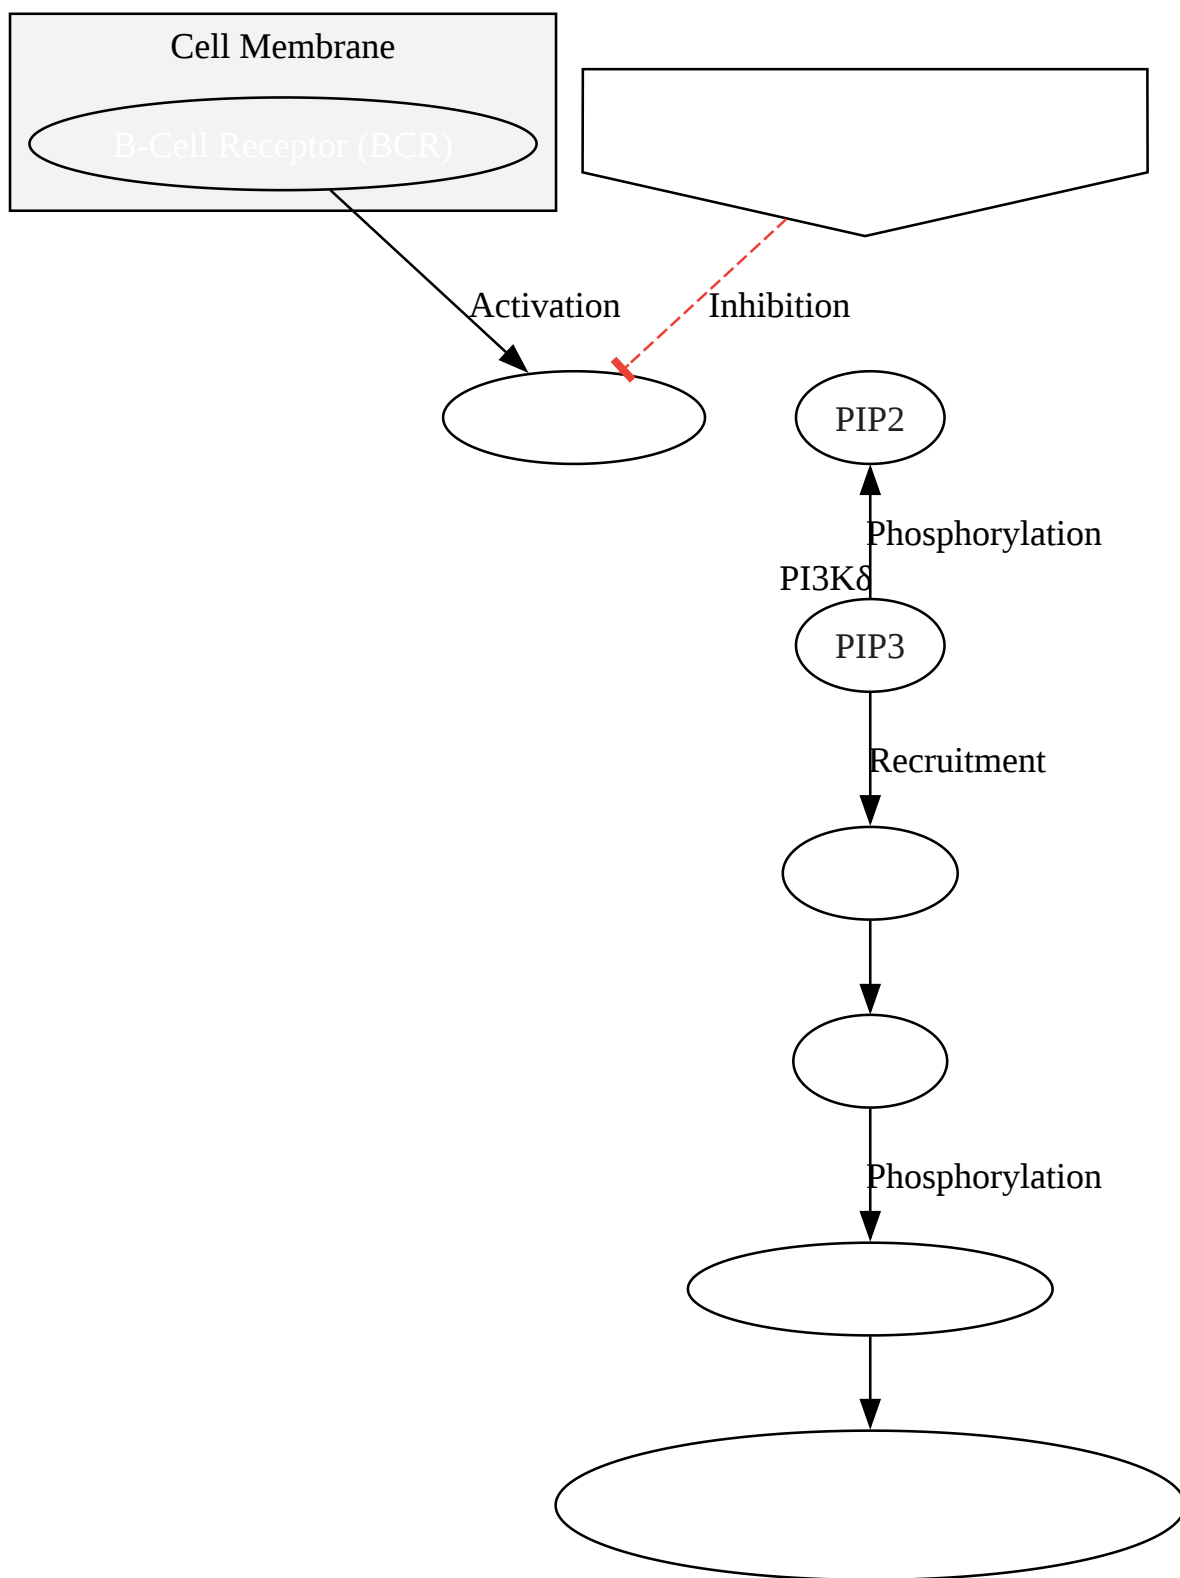 Cell Membrane
B-Cell Receptor (BCR)
Activation
Inhibition
PIP2
Phosphorylation
PI3Kδ
PIP3
Recruitment
Phosphorylation